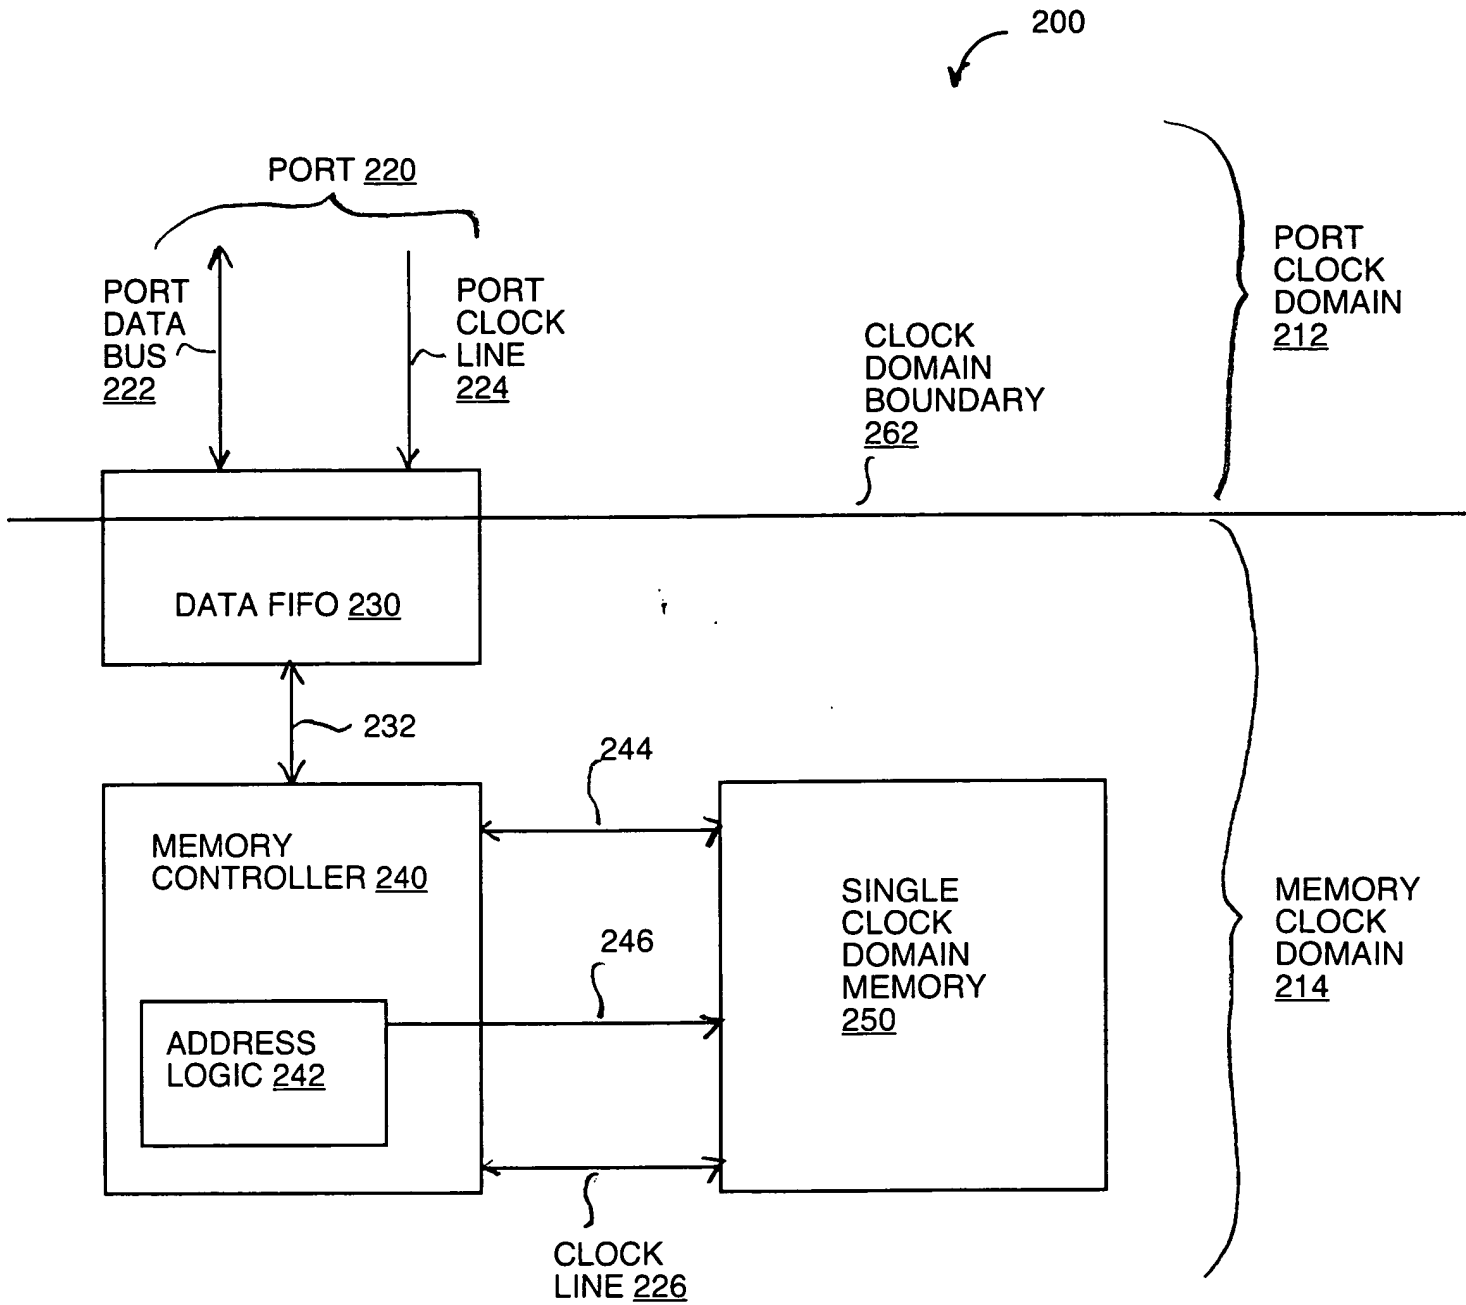 200
PORT 220
PORT
DATA
BUS
222
PORT
CLOCK
LINE
224
CLOCK
DOMAIN
BOUNDARY
262
PORT
CLOCK
DOMAIN
212
DATA FIFO 230
232
244
MEMORY
CONTROLLER 240
246
ADDRESS
LOGIC 242
SINGLE
CLOCK
DOMAIN
MEMORY
250
MEMORY
CLOCK
DOMAIN
214
CLOCK
LINE 226